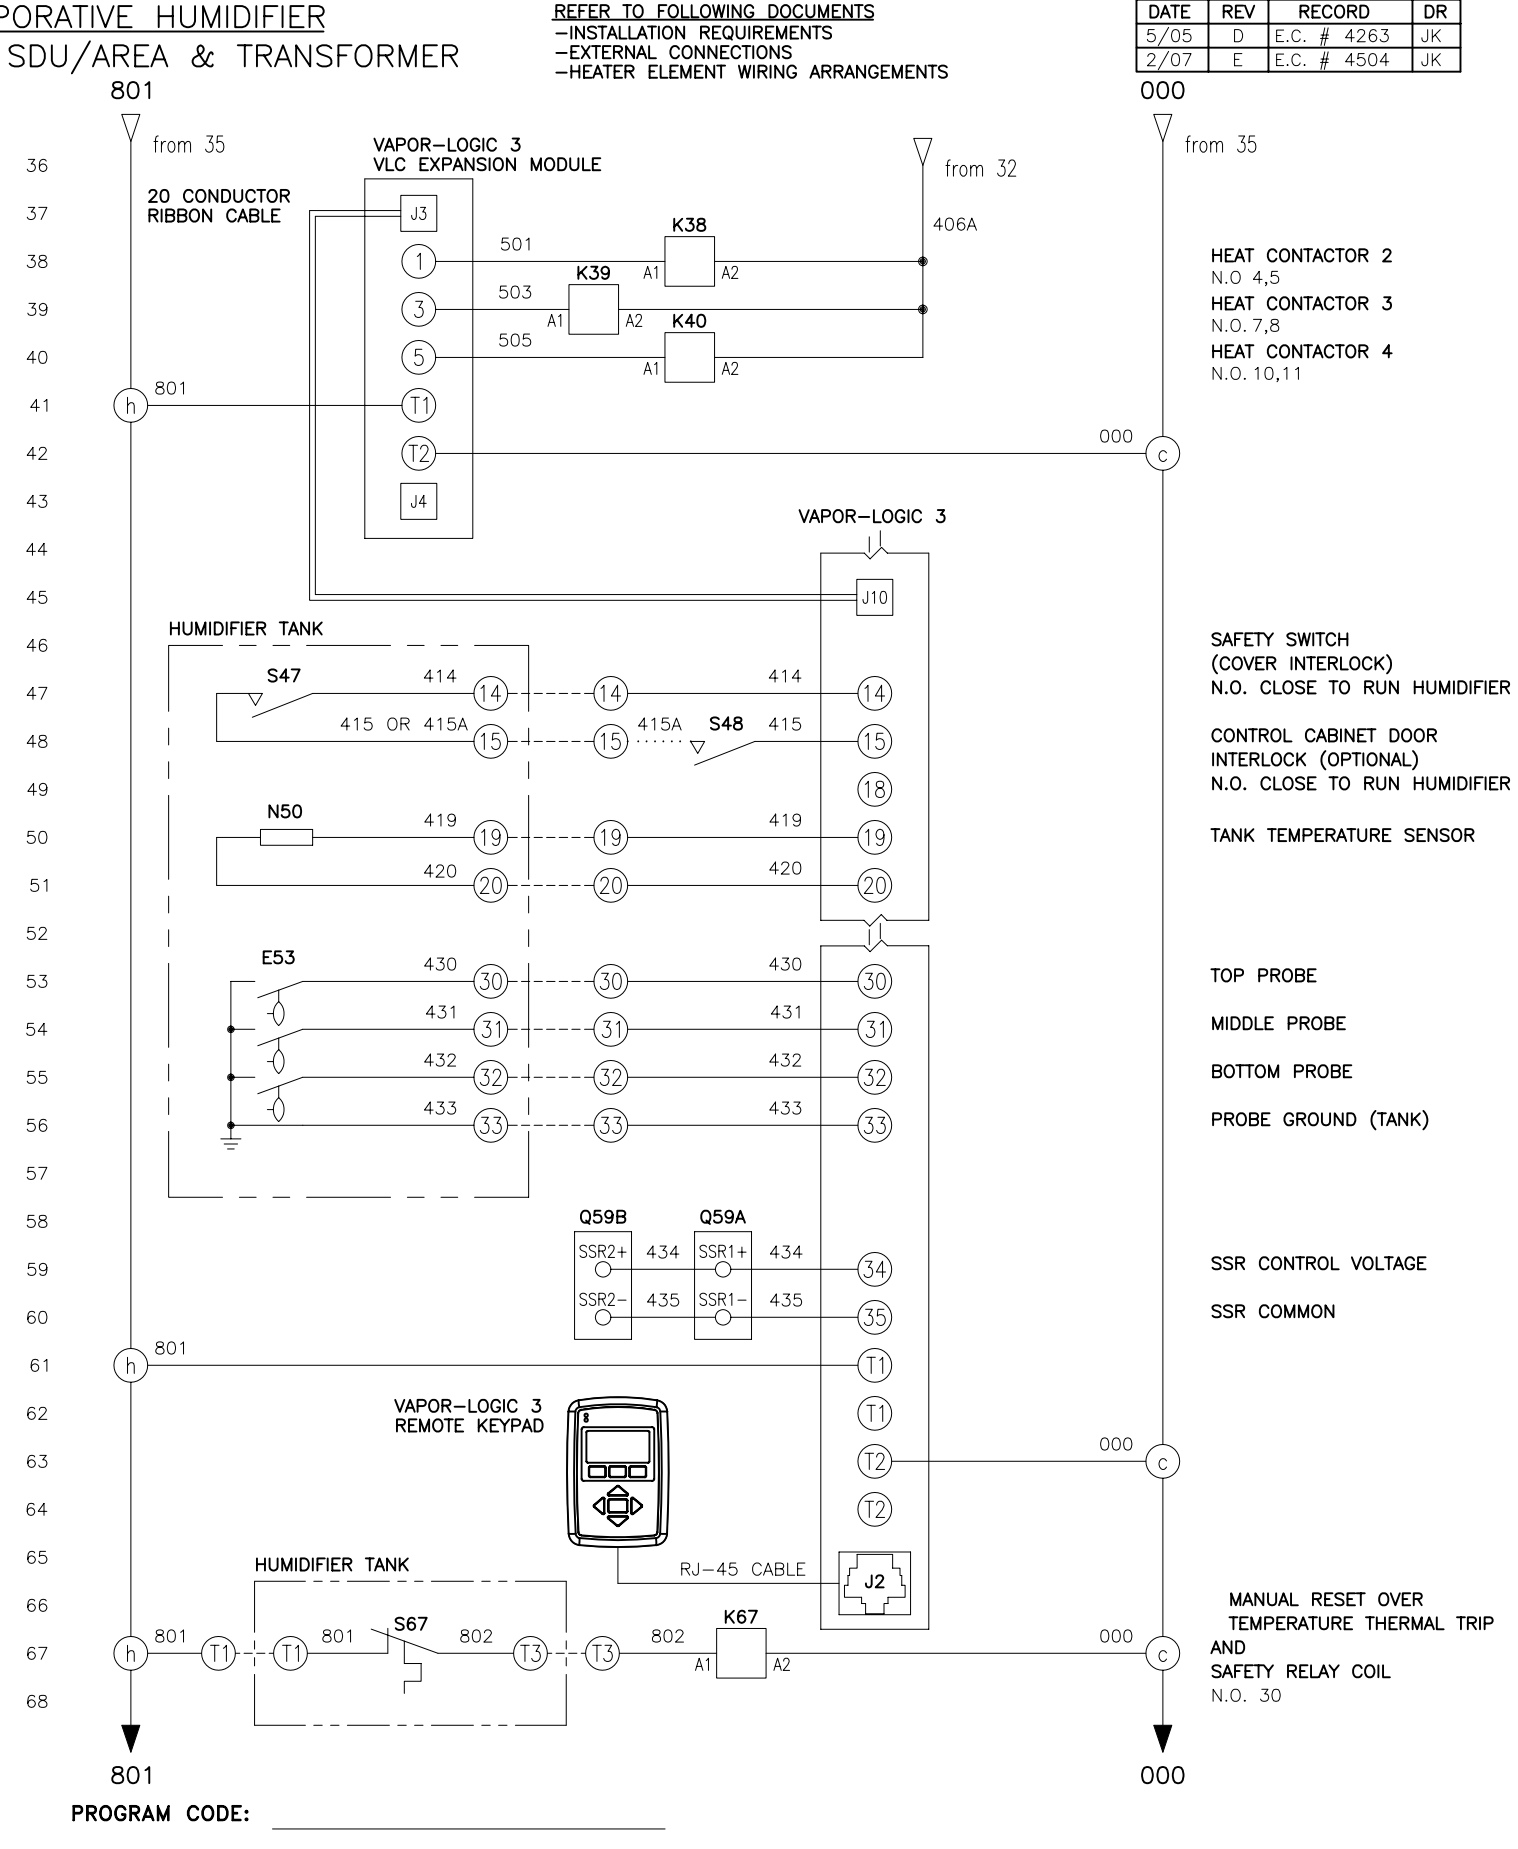 PORATIVE HUMIDIFIER
SDU/AREA & TRANSFORMER
REFER TO FOLLOWING DOCUMENTS
-INSTALLATION REQUIREMENTS
-EXTERNAL CONNECTIONS
-HEATER ELEMENT WIRING ARRANGEMENTS
DATE REV RECORD DR
5/05 D E.C. # 4263 JK
2/07 E E.C. # 4504 JK
801
000
from 35
from 35
VAPOR-LOGIC 3
VLC EXPANSION MODULE
36
from 32
20 CONDUCTOR
RIBBON CABLE
37
J3
406A
K38
38
1
501
A1
A2
HEAT CONTACTOR 2
N.O 4,5
K39
39
3
503
A1
A2
HEAT CONTACTOR 3
N.O. 7,8
K40
40
5
505
A1
A2
HEAT CONTACTOR 4
N.O. 10,11
41
h
801
T1
42
T2
000
c
43
J4
VAPOR-LOGIC 3
44
45
J10
HUMIDIFIER TANK
46
SAFETY SWITCH
(COVER INTERLOCK)
N.O. CLOSE TO RUN HUMIDIFIER
47
S47
414
14
14
414
14
48
415 OR 415A
15
15
415A
S48
415
15
CONTROL CABINET DOOR
INTERLOCK (OPTIONAL)
N.O. CLOSE TO RUN HUMIDIFIER
49
18
50
N50
419
19
19
419
19
TANK TEMPERATURE SENSOR
51
420
20
20
420
20
52
E53
53
430
30
30
430
30
TOP PROBE
54
431
31
31
431
31
MIDDLE PROBE
55
432
32
32
432
32
BOTTOM PROBE
56
433
33
33
433
33
PROBE GROUND (TANK)
57
58
Q59B
Q59A
59
SSR2+
434
SSR1+
434
34
SSR CONTROL VOLTAGE
60
SSR2-
435
SSR1-
435
35
SSR COMMON
61
h
801
T1
62
VAPOR-LOGIC 3
REMOTE KEYPAD
T1
63
T2
000
c
64
T2
65
HUMIDIFIER TANK
RJ-45 CABLE
J2
66
MANUAL RESET OVER
TEMPERATURE THERMAL TRIP
AND
SAFETY RELAY COIL
N.O. 30
67
h
801
T1
T1
801
S67
802
T3
T3
802
K67
A1
A2
000
c
68
801
000
PROGRAM CODE: